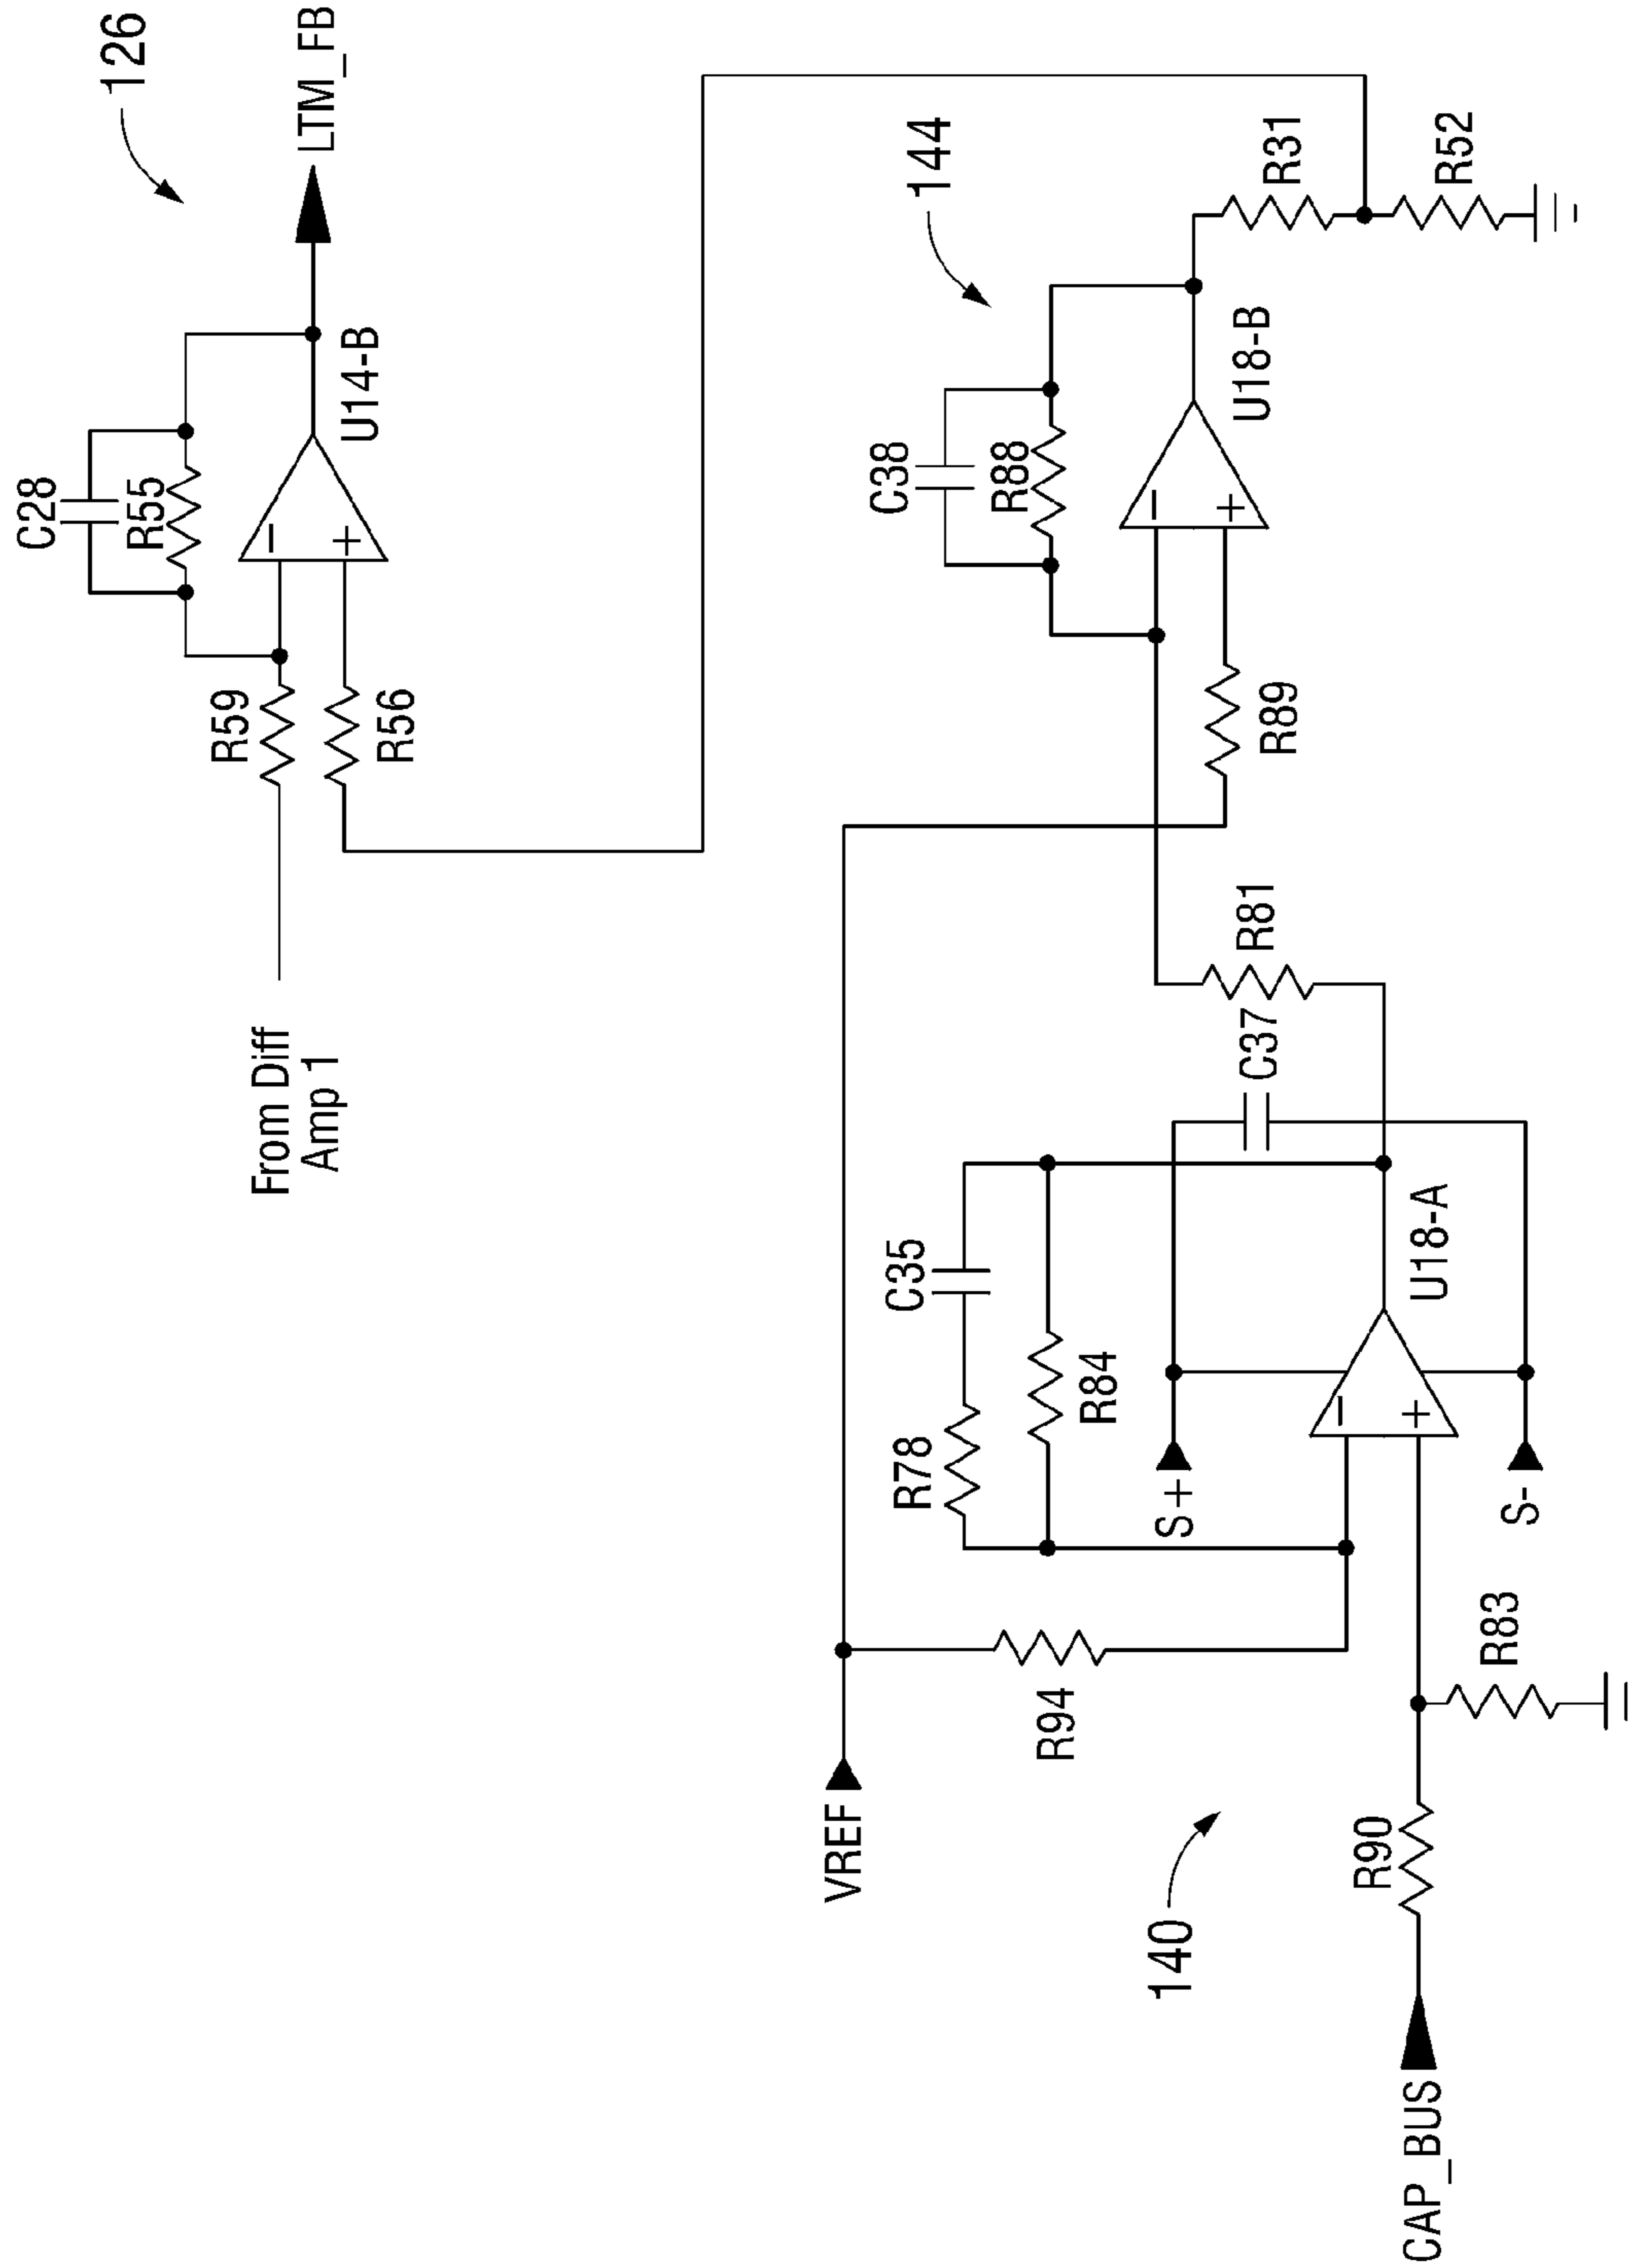 126
LTM_FB
C28
R55
U14-B
R59
R56
From Diff
Amp 1
144
R31
R52
C38
R88
U18-B
R89
R81
C37
C35
R78
R84
U18-A
S+
S-
VREF
R94
R83
R90
140
CAP_BUS